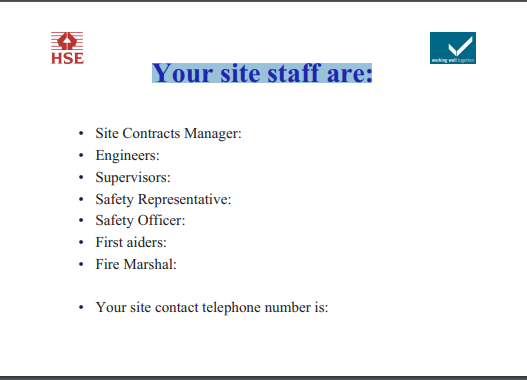 HSE
working well together
Your site staff are:
• Site Contracts Manager:
• Engineers:
• Supervisors:
• Safety Representative:
• Safety Officer:
• First aiders:
• Fire Marshal:
• Your site contact telephone number is: